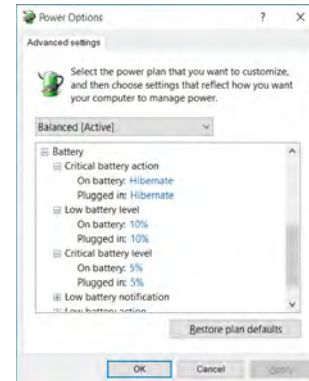 Power Options
Advanced settings
Select the power plan that you want to customize,
and then choose settings that reflect how you want
your computer to manage power.
Balanced [Active]
Battery
Critical battery action
On battery: Hibernate
Plugged in: Hibernate
Low battery level
On battery: 10%
Plugged in: 10%
Critical battery level
On battery: 5%
Plugged in: 5%
Low battery notification
Low battery action
Restore plan defaults
OK
Cancel
Apply